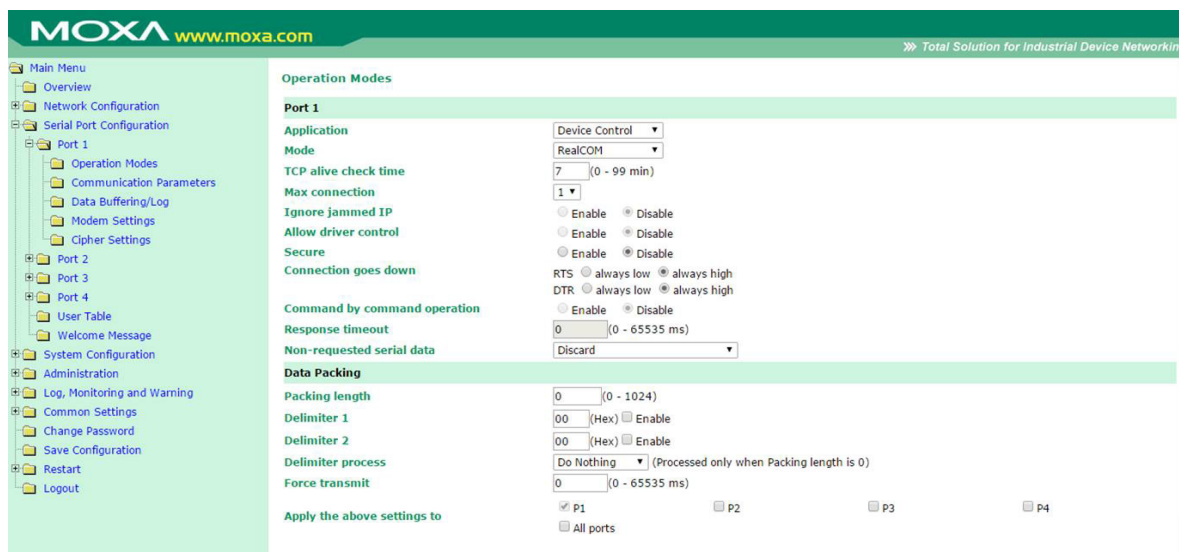 MOXA www.moxa.com
Total Solution for Industrial Device Networkin
Main Menu
Overview
Network Configuration
Serial Port Configuration
Port 1
Operation Modes
Communication Parameters
Data Buffering/Log
Modem Settings
Cipher Settings
Port 2
Port 3
Port 4
User Table
Welcome Message
System Configuration
Administration
Log, Monitoring and Warning
Common Settings
Change Password
Save Configuration
Restart
Logout
Operation Modes
Port 1
Application Device Control
Mode RealCOM
TCP alive check time 7 (0 - 99 min)
Max connection 1
Ignore jammed IP Enable Disable
Allow driver control Enable Disable
Secure Enable Disable
Connection goes down RTS always low always high
DTR always low always high
Command by command operation Enable Disable
Response timeout 0 (0 - 65535 ms)
Non-requested serial data Discard
Data Packing
Packing length 0 (0 - 1024)
Delimiter 1 00 (Hex) Enable
Delimiter 2 00 (Hex) Enable
Delimiter process Do Nothing (Processed only when Packing length is 0)
Force transmit 0 (0 - 65535 ms)
Apply the above settings to P1 P2 P3 P4
All ports